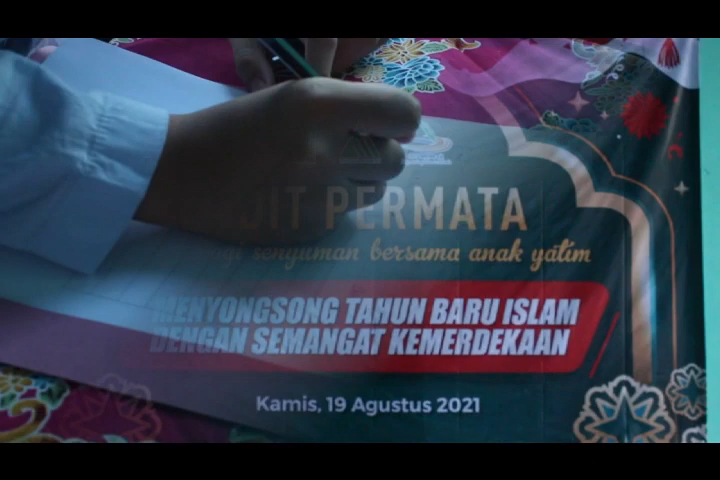 PERMATA
senyuman bersama anak yatim
MENYONGSONG TAHUN BARU ISLAM
DENGAN SEMANGAT KEMERDEKAAN
Kamis, 19 Agustus 2021